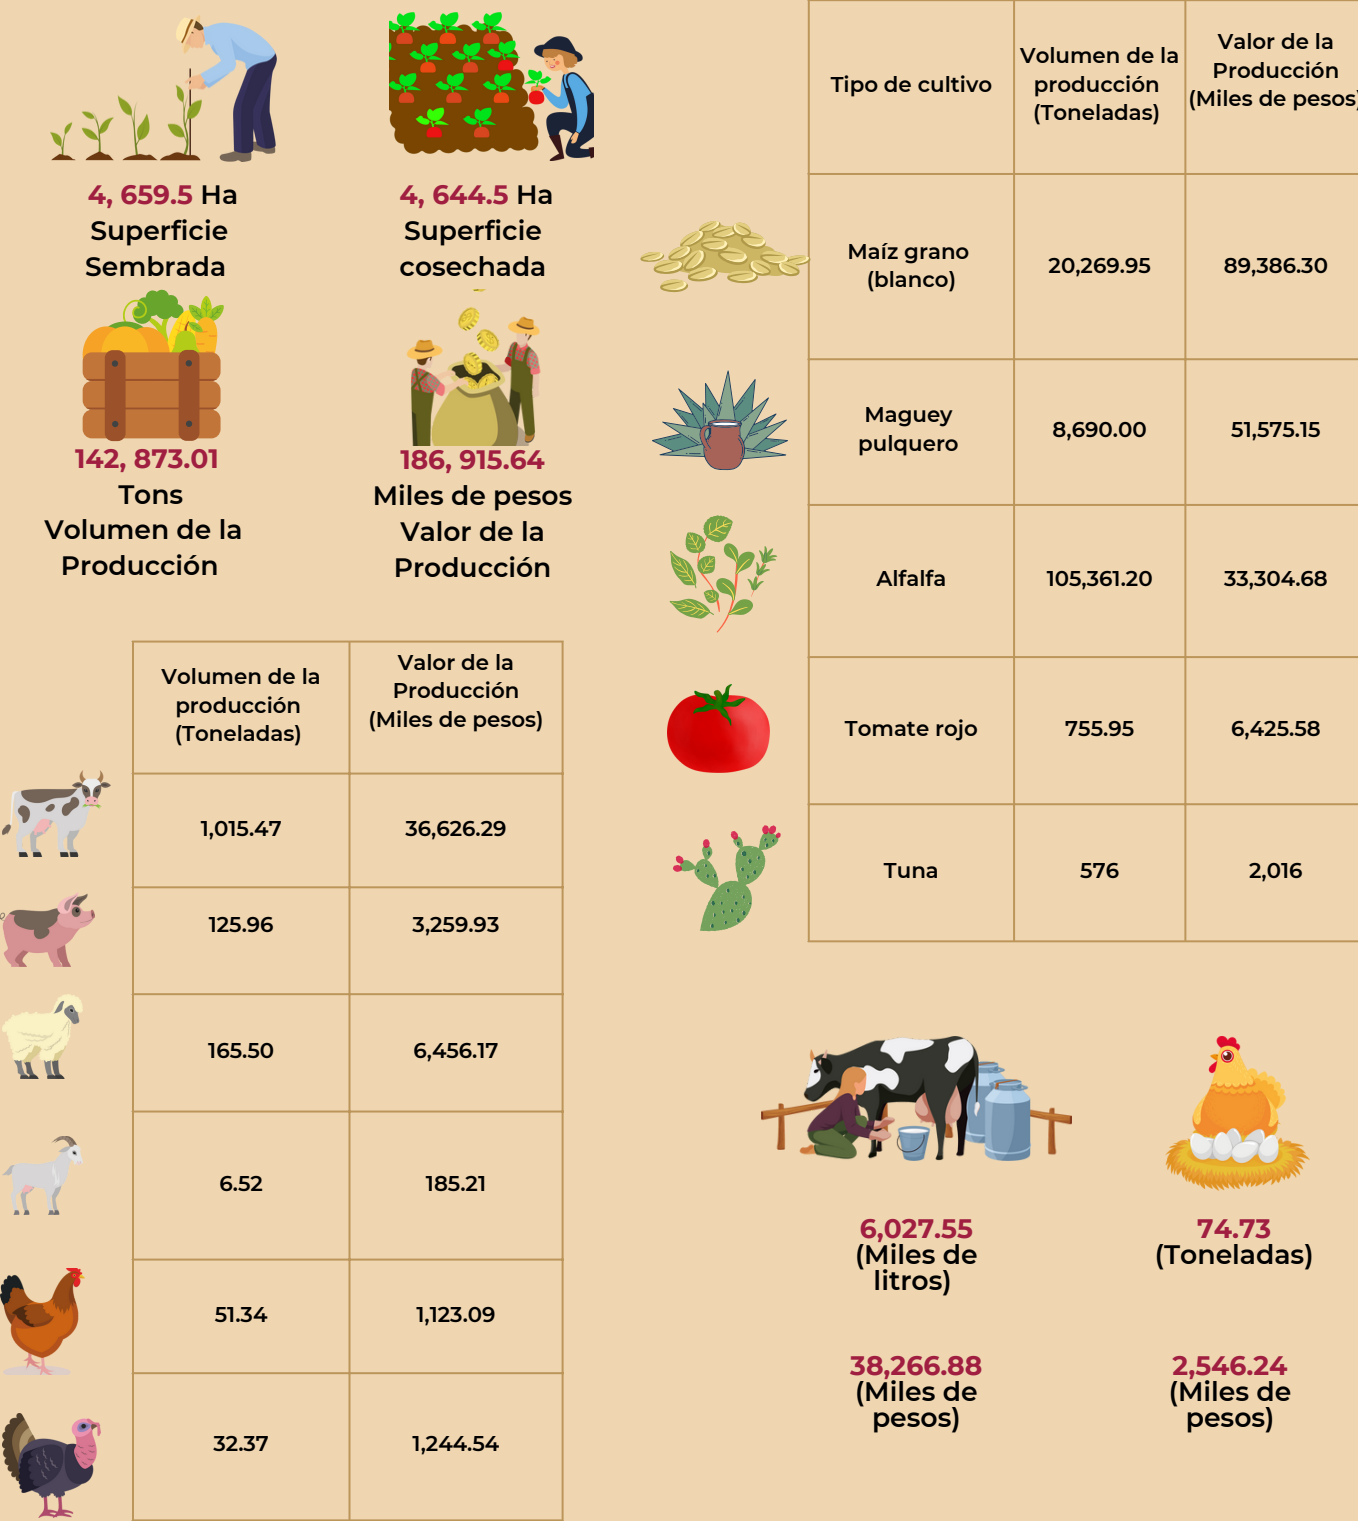 4, 659.5 Ha
Superficie
Sembrada
4, 644.5 Ha
Superficie
cosechada
142, 873.01
Tons
Volumen de la
Producción
186, 915.64
Miles de pesos
Valor de la
Producción
Tipo de cultivo
Volumen de la
producción
(Toneladas)
Valor de la
Producción
(Miles de pesos)
Maíz grano
(blanco)
20,269.95
89,386.30
Maguey
pulquero
8,690.00
51,575.15
Alfalfa
105,361.20
33,304.68
Tomate rojo
755.95
6,425.58
Tuna
576
2,016
Volumen de la
producción
(Toneladas)
Valor de la
Producción
(Miles de pesos)
1,015.47
36,626.29
125.96
3,259.93
165.50
6,456.17
6.52
185.21
51.34
1,123.09
32.37
1,244.54
6,027.55
(Miles de
litros)
38,266.88
(Miles de
pesos)
74.73
(Toneladas)
2,546.24
(Miles de
pesos)